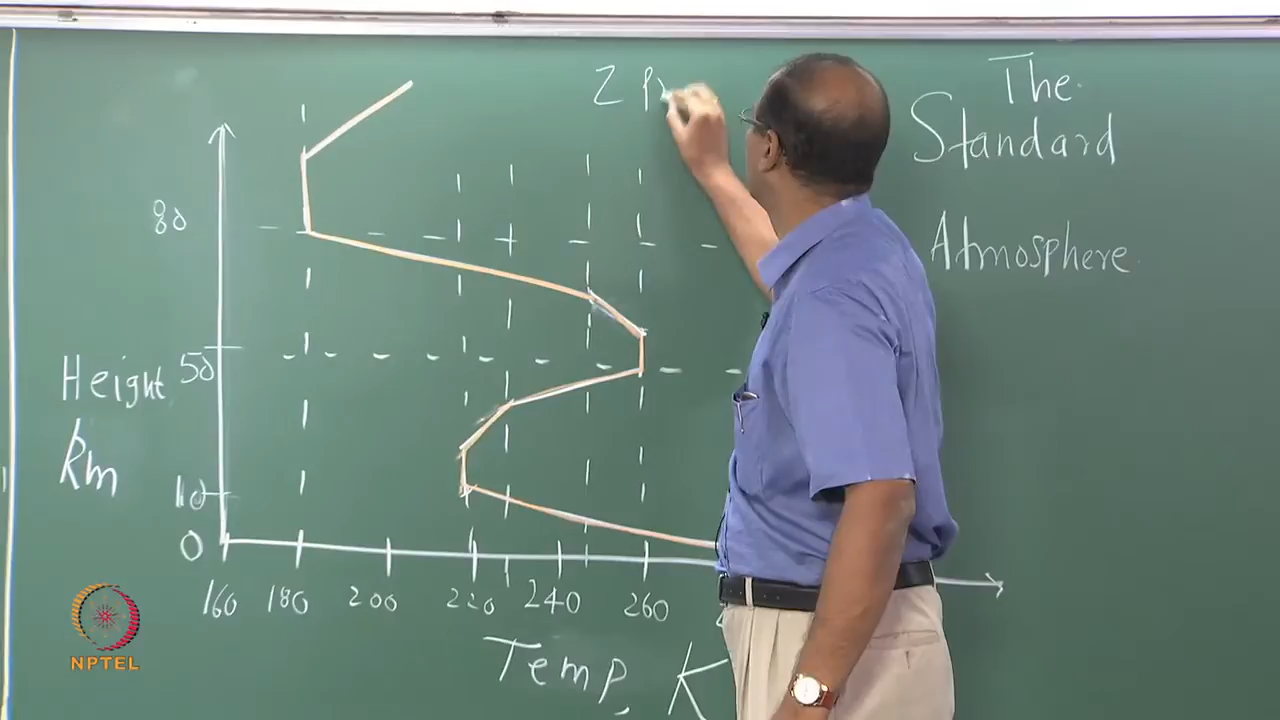 Z
The
Standard
Atmosphere
80
50
Height
km
10
0
160 180 200 220 240 260
Temp, K
NPTEL